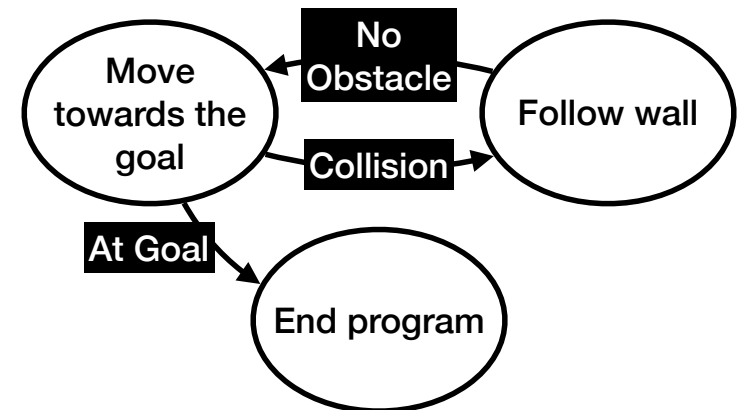 No
Obstacle
Move
towards the
goal
Follow wall
Collision
At Goal
End program